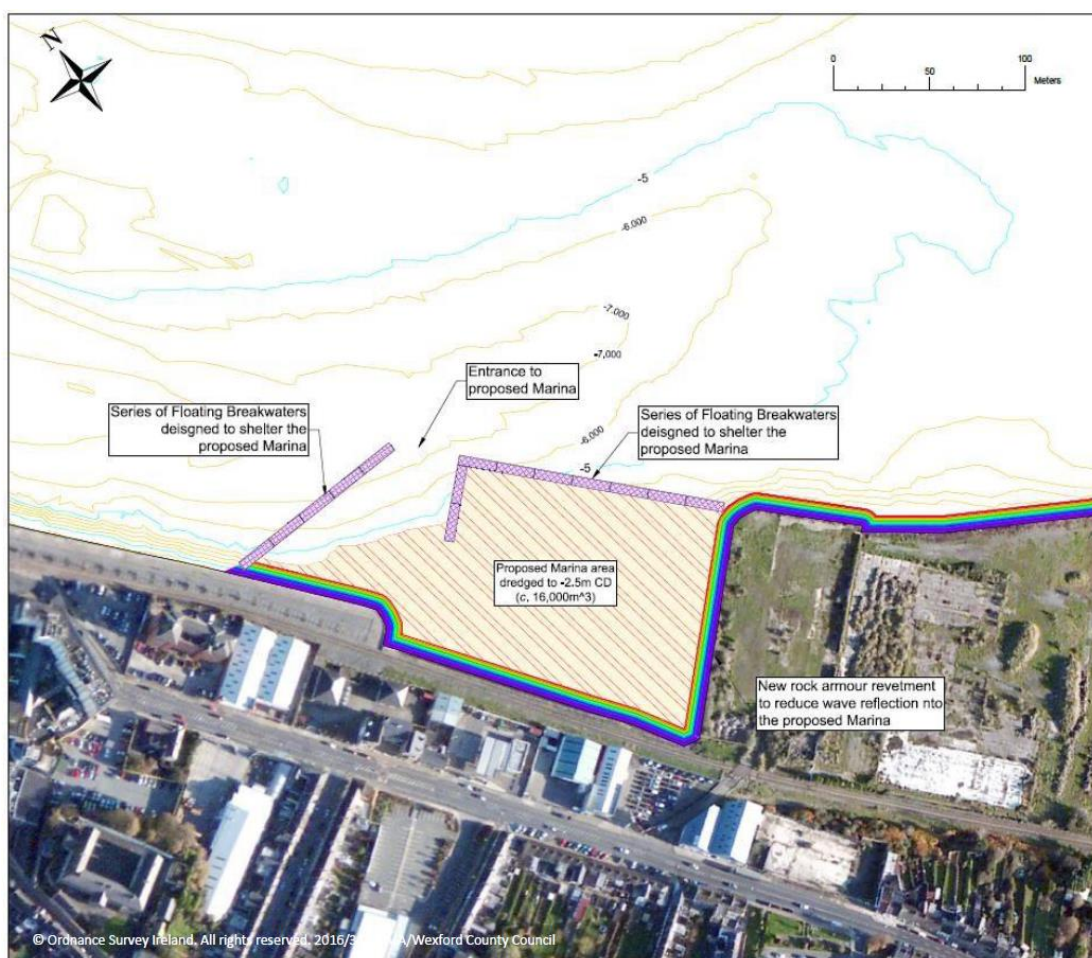 N
0
50
100
Meters
-5
-6.000
-7.000
-7,000
Entrance to
proposed Marina
Series of Floating Breakwaters
deisgned to shelter the
proposed Marina
Series of Floating Breakwaters
deisgned to shelter the
proposed Marina
-6.000
-5
Proposed Marina area
dredged to -2.5m CD
(c. 16,000m^3)
New rock armour revetment
to reduce wave reflection nto
the proposed Marina
© Ordnance Survey Ireland. All rights reserved. 2016/3 /Wexford County Council